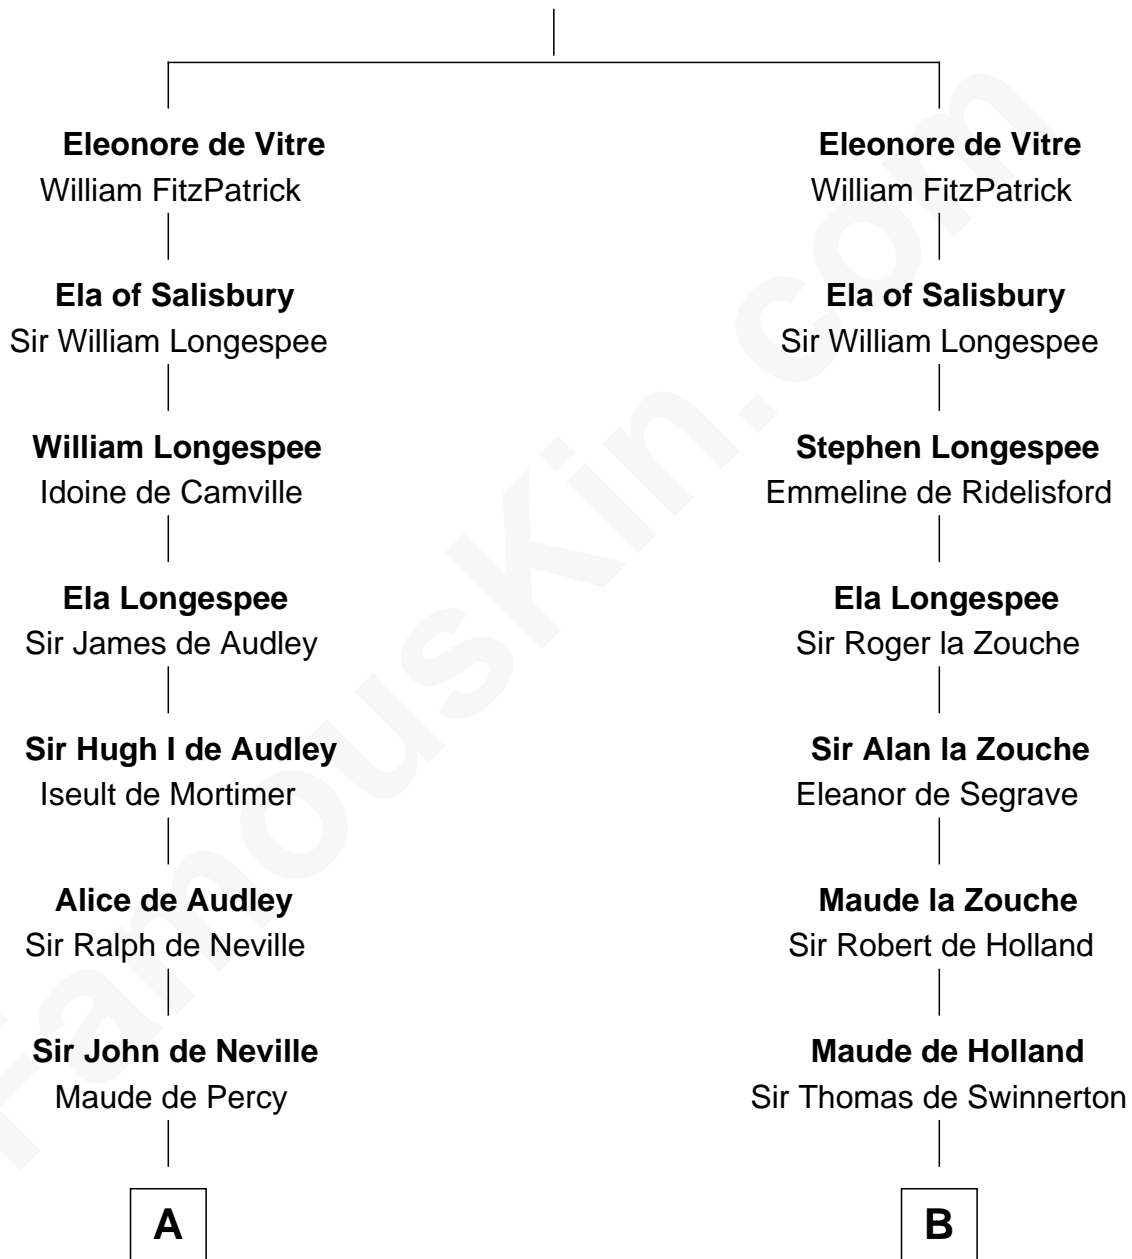 Eleonore de Vitre
William FitzPatrick
Ela of Salisbury
Sir William Longespee
William Longespee
Idoine de Camville
Ela Longespee
Sir James de Audley
Sir Hugh I de Audley
Iseult de Mortimer
Alice de Audley
Sir Ralph de Neville
Sir John de Neville
Maude de Percy
A
Eleonore de Vitre
William FitzPatrick
Ela of Salisbury
Sir William Longespee
Stephen Longespee
Emmeline de Ridelisford
Ela Longespee
Sir Roger la Zouche
Sir Alan la Zouche
Eleanor de Segrave
Maude la Zouche
Sir Robert de Holland
Maude de Holland
Sir Thomas de Swinnerton
B
FamousKin.com